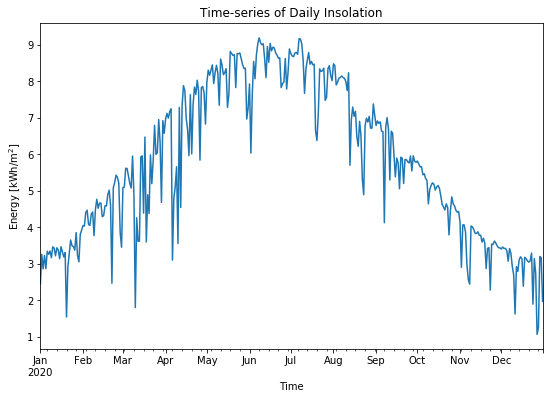 Time-series of Daily Insolation
Energy [kWh/m²]
9
8
7
6
5
4
3
2
1
Jan Feb Mar Apr May Jun Jul Aug Sep Oct Nov Dec
2020
Time